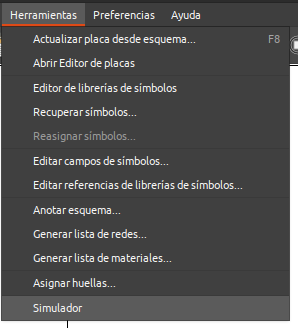 Herramientas Preferencias Ayuda
Actualizar placa desde esquema... F8
Abrir Editor de placas
Editor de librerías de símbolos
Recuperar símbolos...
Reasignar símbolos...
Editar campos de símbolos...
Editar referencias de librerías de símbolos...
Anotar esquema...
Generar lista de redes...
Generar lista de materiales...
Asignar huellas...
Simulador